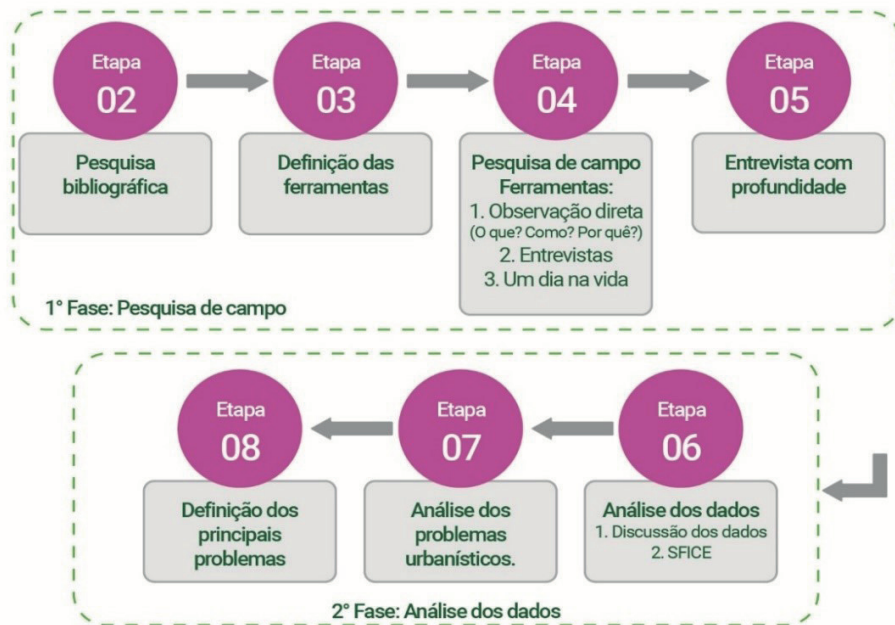 Etapa
02
Pesquisa
bibliográfica
Etapa
03
Definição das
ferramentas
Etapa
04
Pesquisa de campo
Ferramentas:
1. Observação direta
(O que? Como? Por quê?)
2. Entrevistas
3. Um dia na vida
Etapa
05
Entrevista com
profundidade
1° Fase: Pesquisa de campo
Etapa
08
Definição dos
principais
problemas
Etapa
07
Análise dos
problemas
urbanísticos.
Etapa
06
Análise dos dados
1. Discussão dos dados
2. SFICE
2° Fase: Análise dos dados